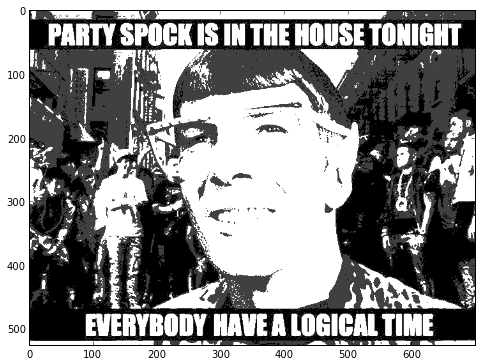 0
PARTY SPOCK IS IN THE HOUSE TONIGHT
100
200
300
400
EVERYBODY HAVE A LOGICAL TIME
500
0 100 200 300 400 500 600